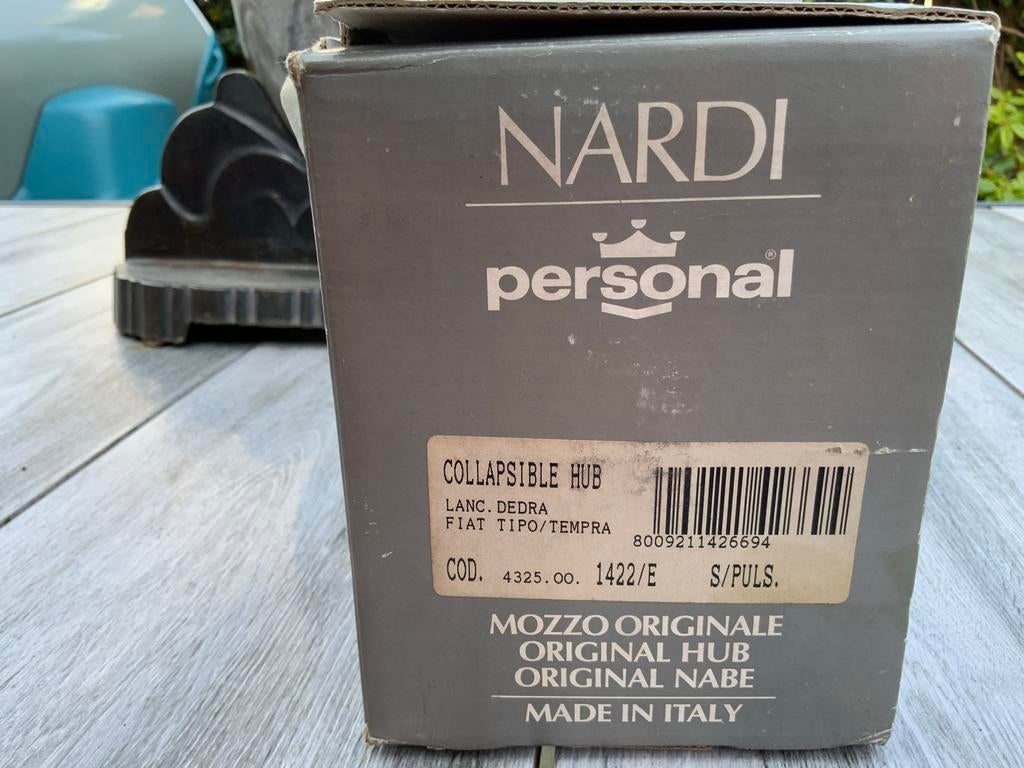 NARDI
personal®
COLLAPSIBLE HUB
LANC. DEDRA
FIAT TIPO/TEMPRA
8009211426694
COD. 4325.00. 1422/E S/PULS.
MOZZO ORIGINALE
ORIGINAL HUB
ORIGINAL NABE
MADE IN ITALY